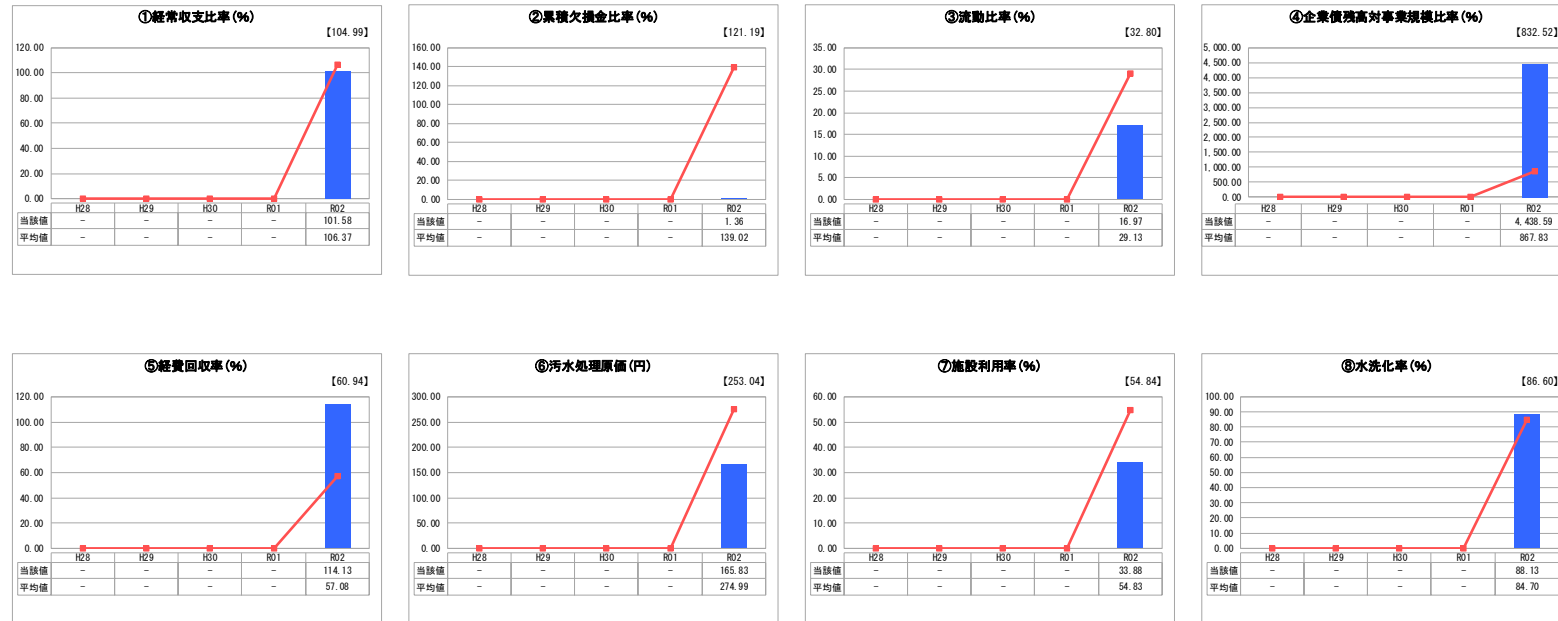 ①経常収支比率(%)
【104.99】
120.00
100.00
80.00
60.00
40.00
20.00
0.00
H28 H29 H30 R01 R02
当該値 - - - - 101.58
平均値 - - - - 106.37
②累積欠損金比率(%)
【121.19】
160.00
140.00
120.00
100.00
80.00
60.00
40.00
20.00
0.00
H28 H29 H30 R01 R02
当該値 - - - - 1.36
平均値 - - - - 139.02
③流動比率(%)
【32.80】
35.00
30.00
25.00
20.00
15.00
10.00
5.00
0.00
H28 H29 H30 R01 R02
当該値 - - - - 16.97
平均値 - - - - 29.13
④企業債残高対事業規模比率(%)
【832.52】
5,000.00
4,500.00
4,000.00
3,500.00
3,000.00
2,500.00
2,000.00
1,500.00
1,000.00
500.00
0.00
H28 H29 H30 R01 R02
当該値 - - - - 4,438.59
平均値 - - - - 867.83
⑤経費回収率(%)
【60.94】
120.00
100.00
80.00
60.00
40.00
20.00
0.00
H28 H29 H30 R01 R02
当該値 - - - - 114.13
平均値 - - - - 57.08
⑥汚水処理原価(円)
【253.04】
300.00
250.00
200.00
150.00
100.00
50.00
0.00
H28 H29 H30 R01 R02
当該値 - - - - 165.83
平均値 - - - - 274.99
⑦施設利用率(%)
【54.84】
60.00
50.00
40.00
30.00
20.00
10.00
0.00
H28 H29 H30 R01 R02
当該値 - - - - 33.88
平均値 - - - - 54.83
⑧水洗化率(%)
【86.60】
100.00
90.00
80.00
70.00
60.00
50.00
40.00
30.00
20.00
10.00
0.00
H28 H29 H30 R01 R02
当該値 - - - - 88.13
平均値 - - - - 84.70